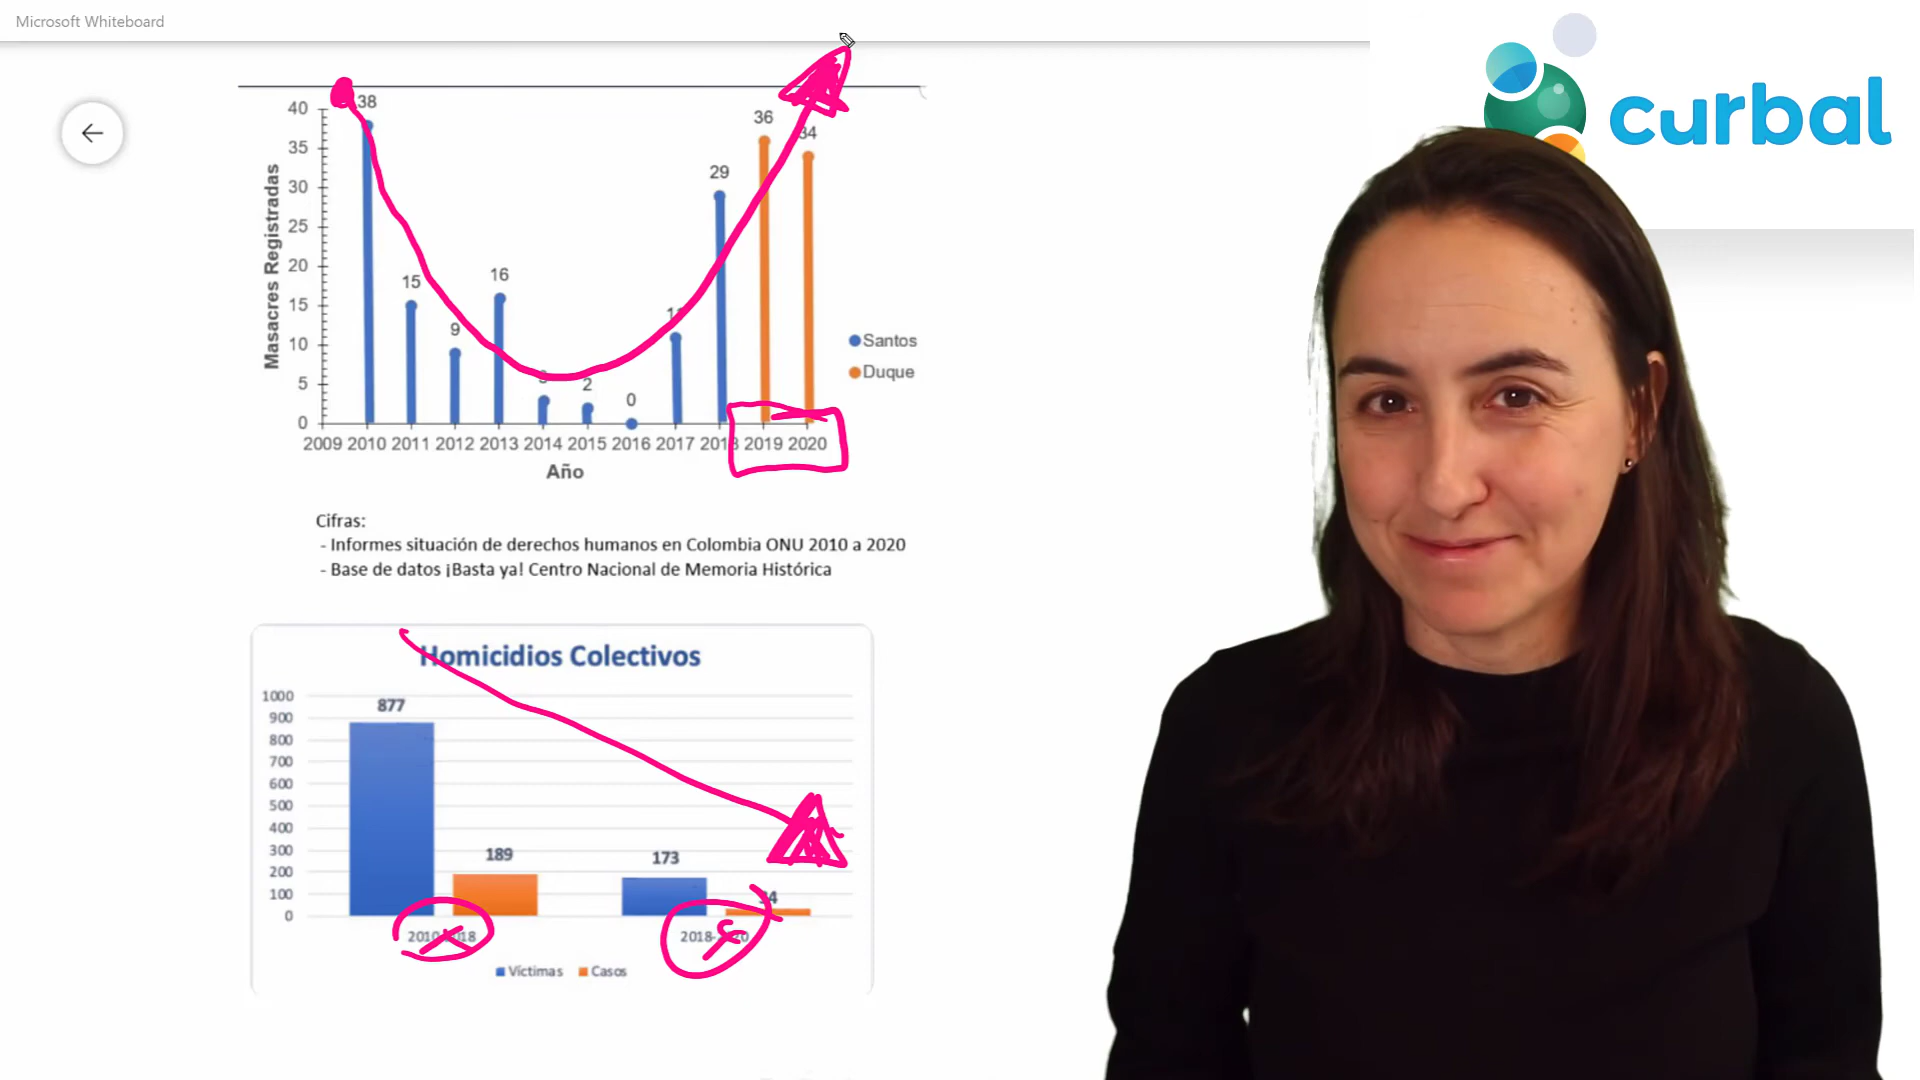 Microsoft Whiteboard
curbal
38
36
34
29
16
15
9
2
0
40
35
30
25
20
15
10
5
0
Masacres Registradas
Santos
Duque
2009 2010 2011 2012 2013 2014 2015 2016 2017 2018 2019 2020
Año
Cifras:
- Informes situación de derechos humanos en Colombia ONU 2010 a 2020
- Base de datos ¡Basta ya! Centro Nacional de Memoria Histórica
Homicidios Colectivos
1000
900
800
700
600
500
400
300
200
100
0
877
189
173
Víctimas Casos